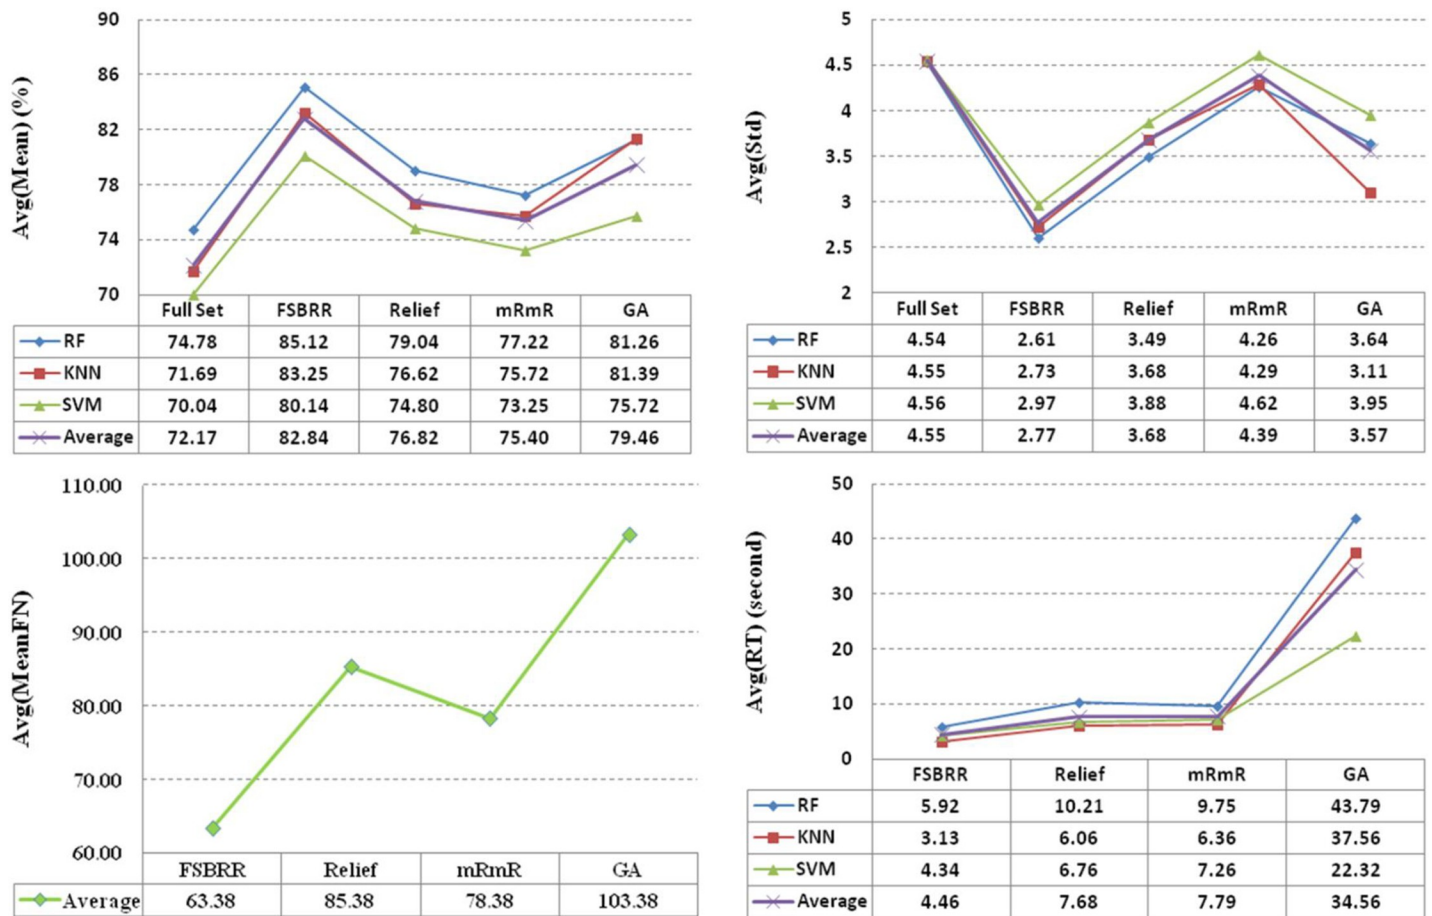 Avg(Mean) (%)
90
86
82
78
74
70
Full Set FSBRR Relief mRmR GA
RF 74.78 85.12 79.04 77.22 81.26
KNN 71.69 83.25 76.62 75.72 81.39
SVM 70.04 80.14 74.80 73.25 75.72
Average 72.17 82.84 76.82 75.40 79.46
Avg(Std)
5
4.5
4
3.5
3
2.5
2
Full Set FSBRR Relief mRmR GA
RF 4.54 2.61 3.49 4.26 3.64
KNN 4.55 2.73 3.68 4.29 3.11
SVM 4.56 2.97 3.88 4.62 3.95
Average 4.55 2.77 3.68 4.39 3.57
Avg(MeanFN)
110.00
100.00
90.00
80.00
70.00
60.00
FSBRR Relief mRmR GA
Average 63.38 85.38 78.38 103.38
Avg(RT) (second)
50
40
30
20
10
0
FSBRR Relief mRmR GA
RF 5.92 10.21 9.75 43.79
KNN 3.13 6.06 6.36 37.56
SVM 4.34 6.76 7.26 22.32
Average 4.46 7.68 7.79 34.56